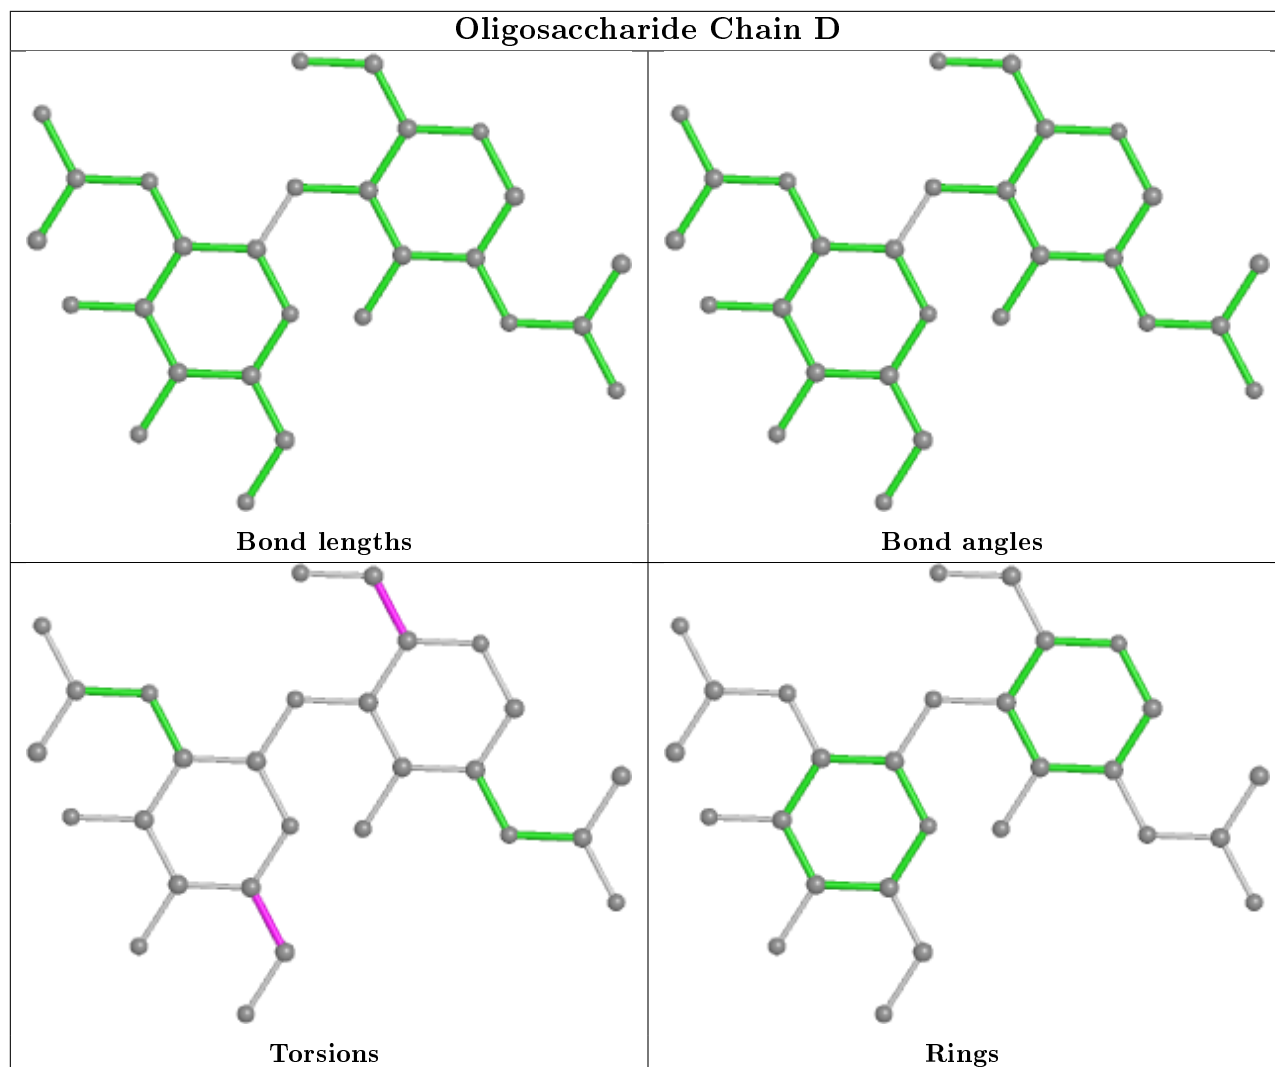 Oligosaccharide Chain D
Bond lengths
Bond angles
Torsions
Rings